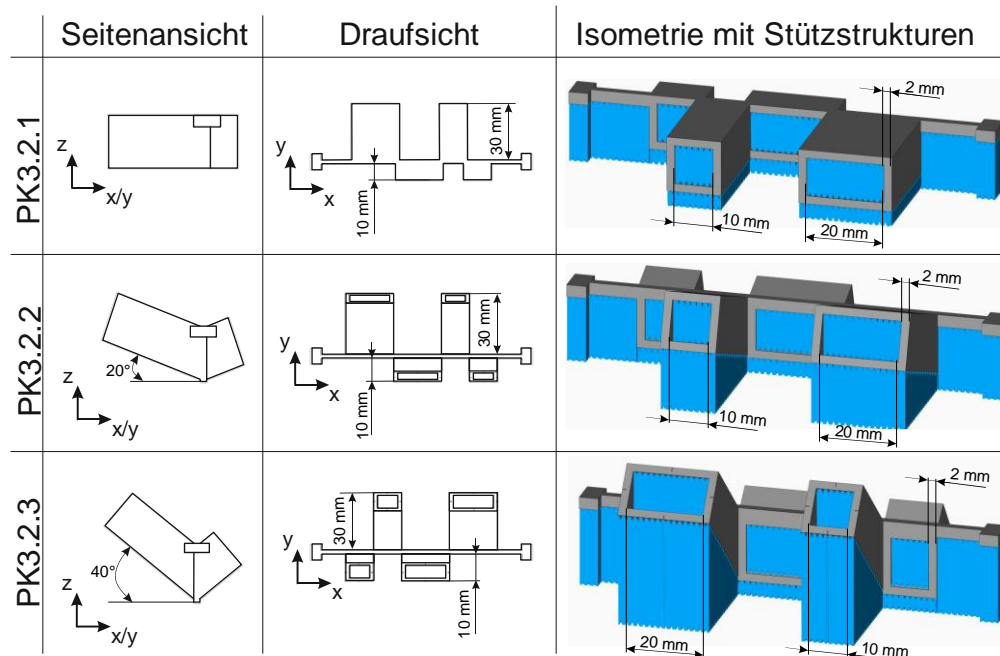 Seitenansicht Draufsicht Isometrie mit Stützstrukturen
PK3.2.1
z
x/y
y
x
30 mm
10 mm
2 mm
10 mm
20 mm
PK3.2.2
20°
z
x/y
y
x
30 mm
10 mm
2 mm
10 mm
20 mm
PK3.2.3
40°
z
x/y
y
x
30 mm
10 mm
2 mm
20 mm
10 mm